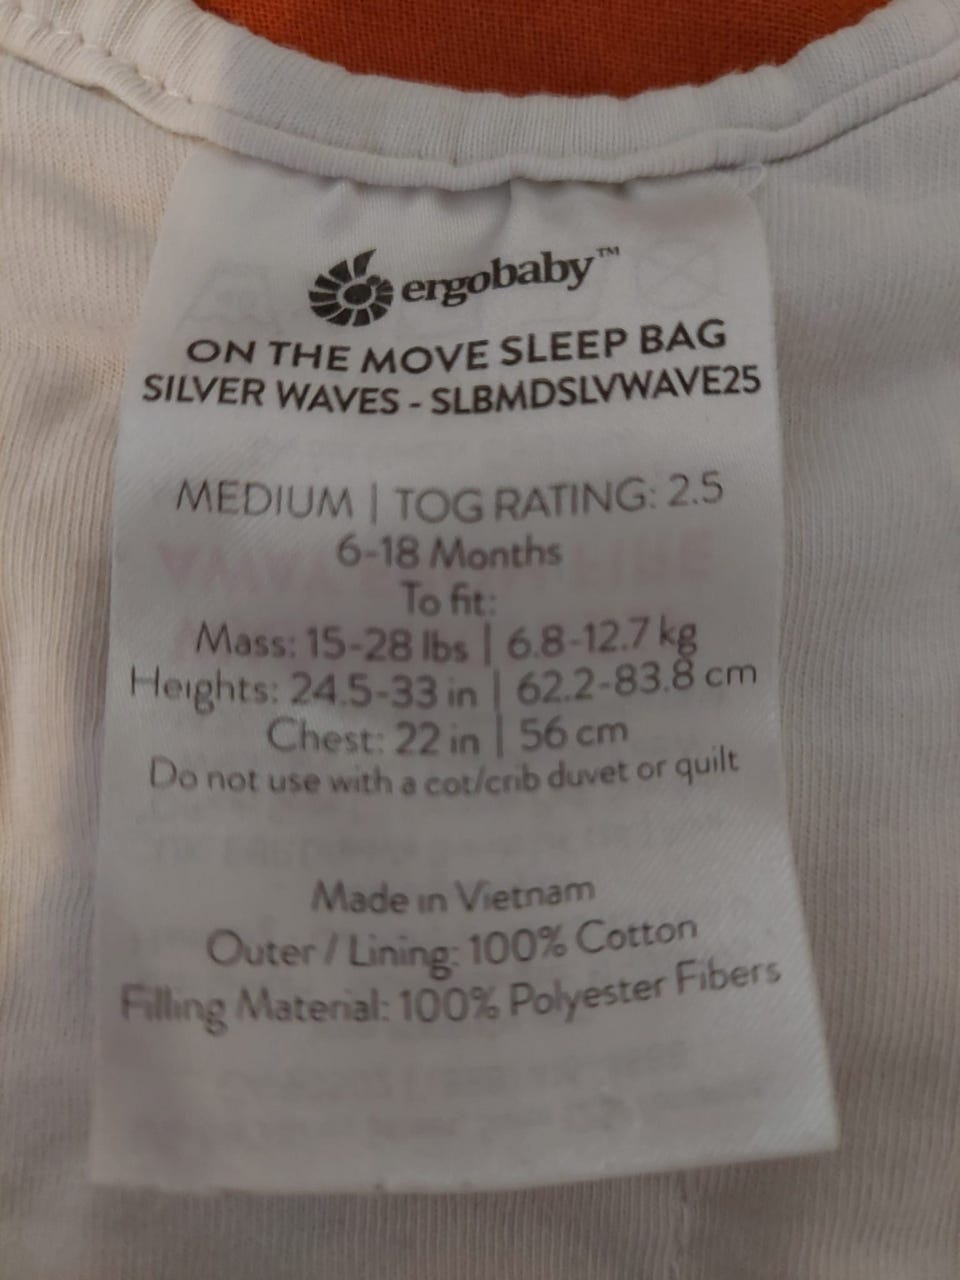 ergobaby™
ON THE MOVE SLEEP BAG
SILVER WAVES - SLBMDSLVWAVE25
MEDIUM | TOG RATING: 2.5
6-18 Months
To fit:
Mass: 15-28 lbs | 6.8-12.7 kg
Heights: 24.5-33 in | 62.2-83.8 cm
Chest: 22 in | 56 cm
Do not use with a cot/crib duvet or quilt
Made in Vietnam
Outer / Lining: 100% Cotton
Filling Material: 100% Polyester Fibers